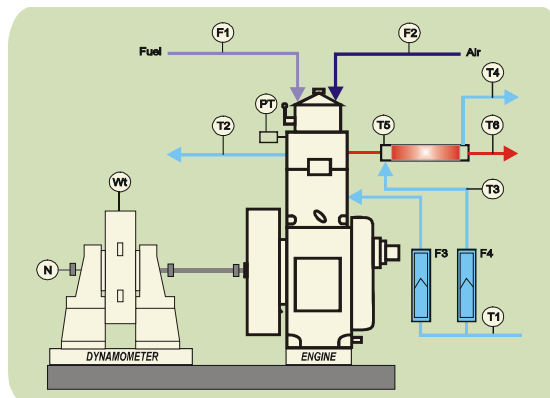 F1
F2
Fuel
Air
T4
PT
T2
T5
T6
Wt
T3
N
F3
F4
T1
DYNAMOMETER
ENGINE